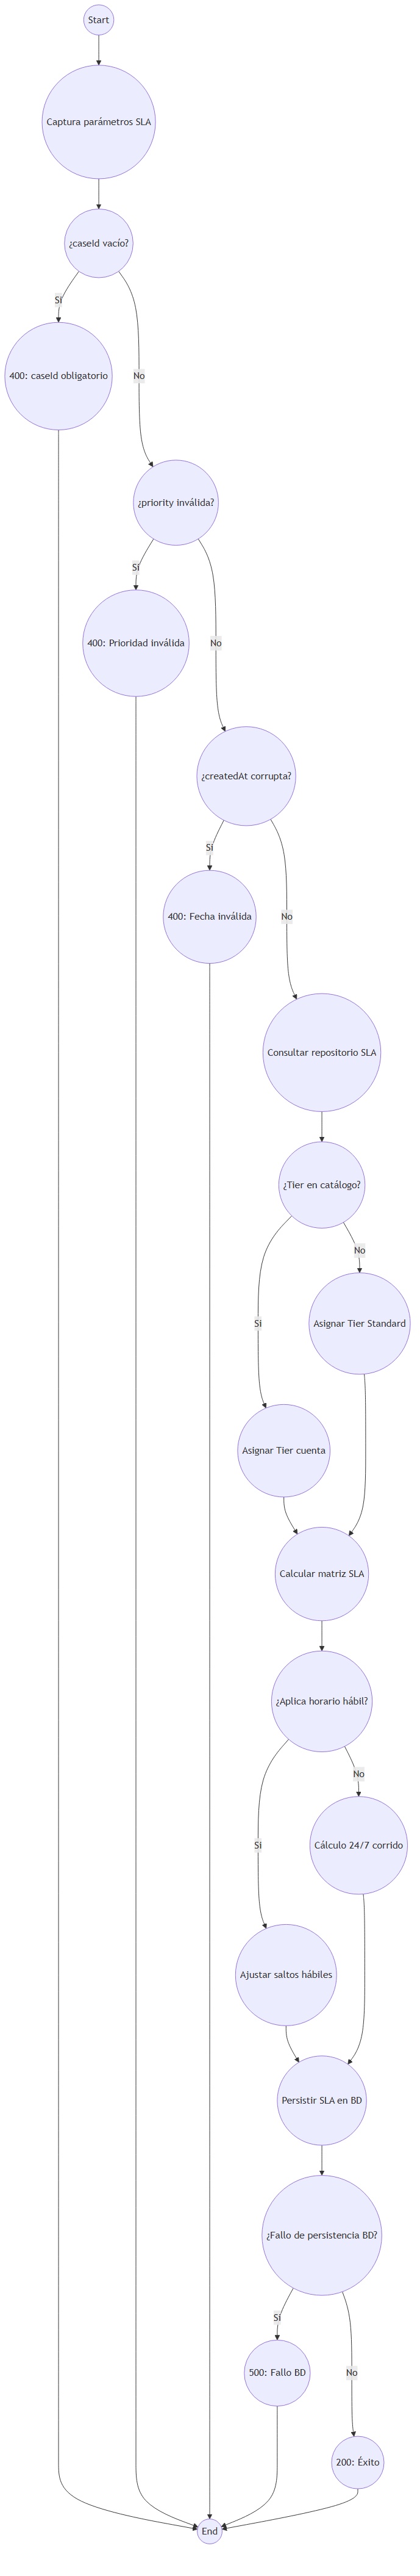 Start
Captura parámetros SLA
¿caseId vacío?
Sí
400: caseId obligatorio
No
¿priority inválida?
Sí
400: Prioridad inválida
No
¿createdAt corrupta?
Sí
400: Fecha inválida
No
Consultar repositorio SLA
¿Tier en catálogo?
No
Asignar Tier Standard
Sí
Asignar Tier cuenta
Calcular matriz SLA
¿Aplica horario hábil?
No
Cálculo 24/7 corrido
Sí
Ajustar saltos hábiles
Persistir SLA en BD
¿Fallo de persistencia BD?
Sí
500: Fallo BD
No
200: Éxito
End